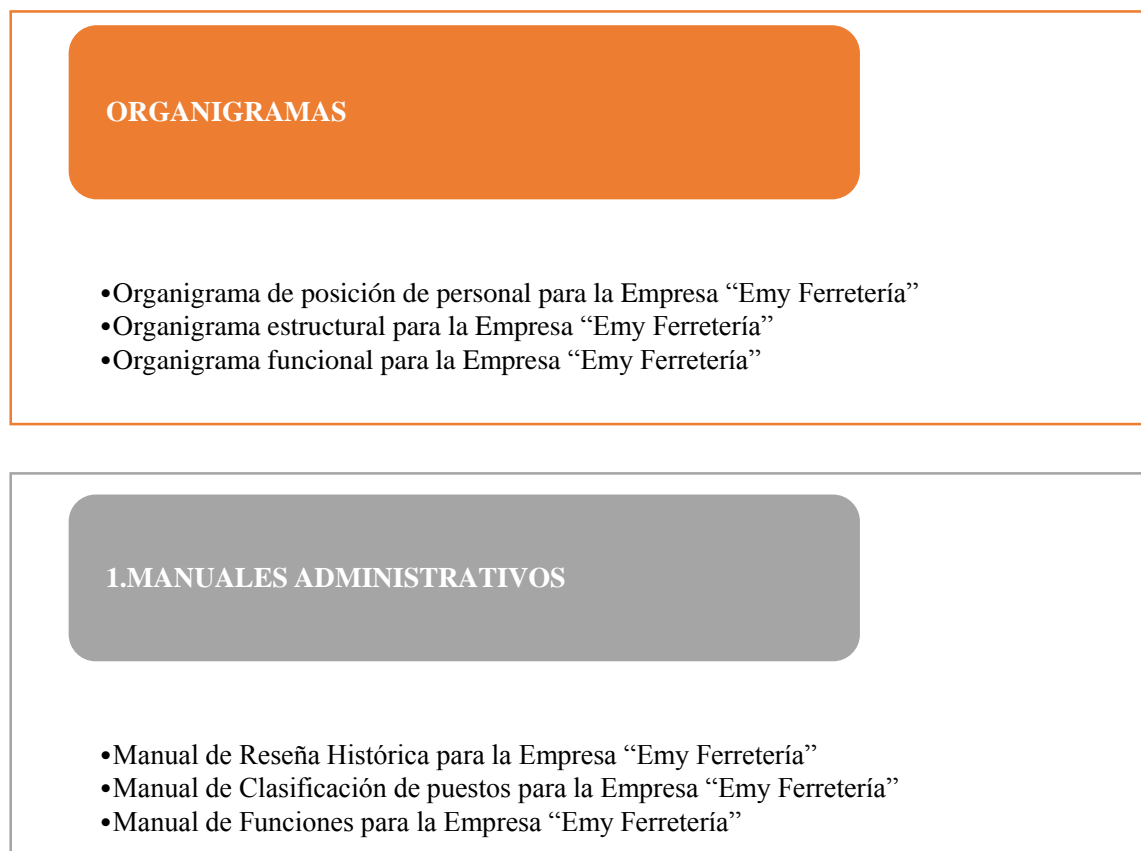 ORGANIGRAMAS
•Organigrama de posición de personal para la Empresa “Emy Ferretería”
•Organigrama estructural para la Empresa “Emy Ferretería”
•Organigrama funcional para la Empresa “Emy Ferretería”
1.MANUALES ADMINISTRATIVOS
•Manual de Reseña Histórica para la Empresa “Emy Ferretería”
•Manual de Clasificación de puestos para la Empresa “Emy Ferretería”
•Manual de Funciones para la Empresa “Emy Ferretería”